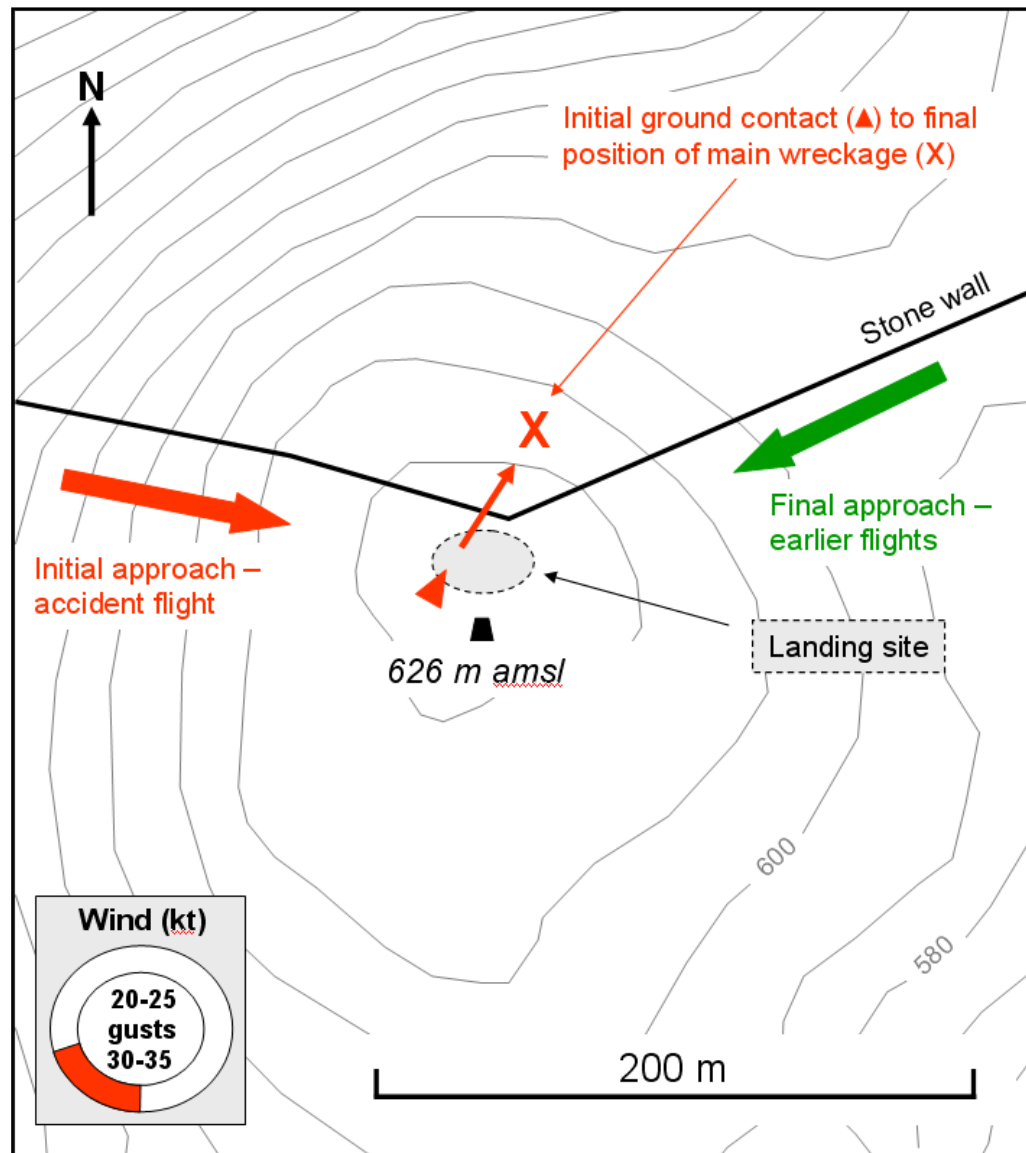 N
Initial ground contact (▲) to final
position of main wreckage (X)
Stone wall
X
Final approach –
earlier flights
Initial approach –
accident flight
Landing site
626 m amsl
600
580
Wind (kt)
20-25
gusts
30-35
200 m